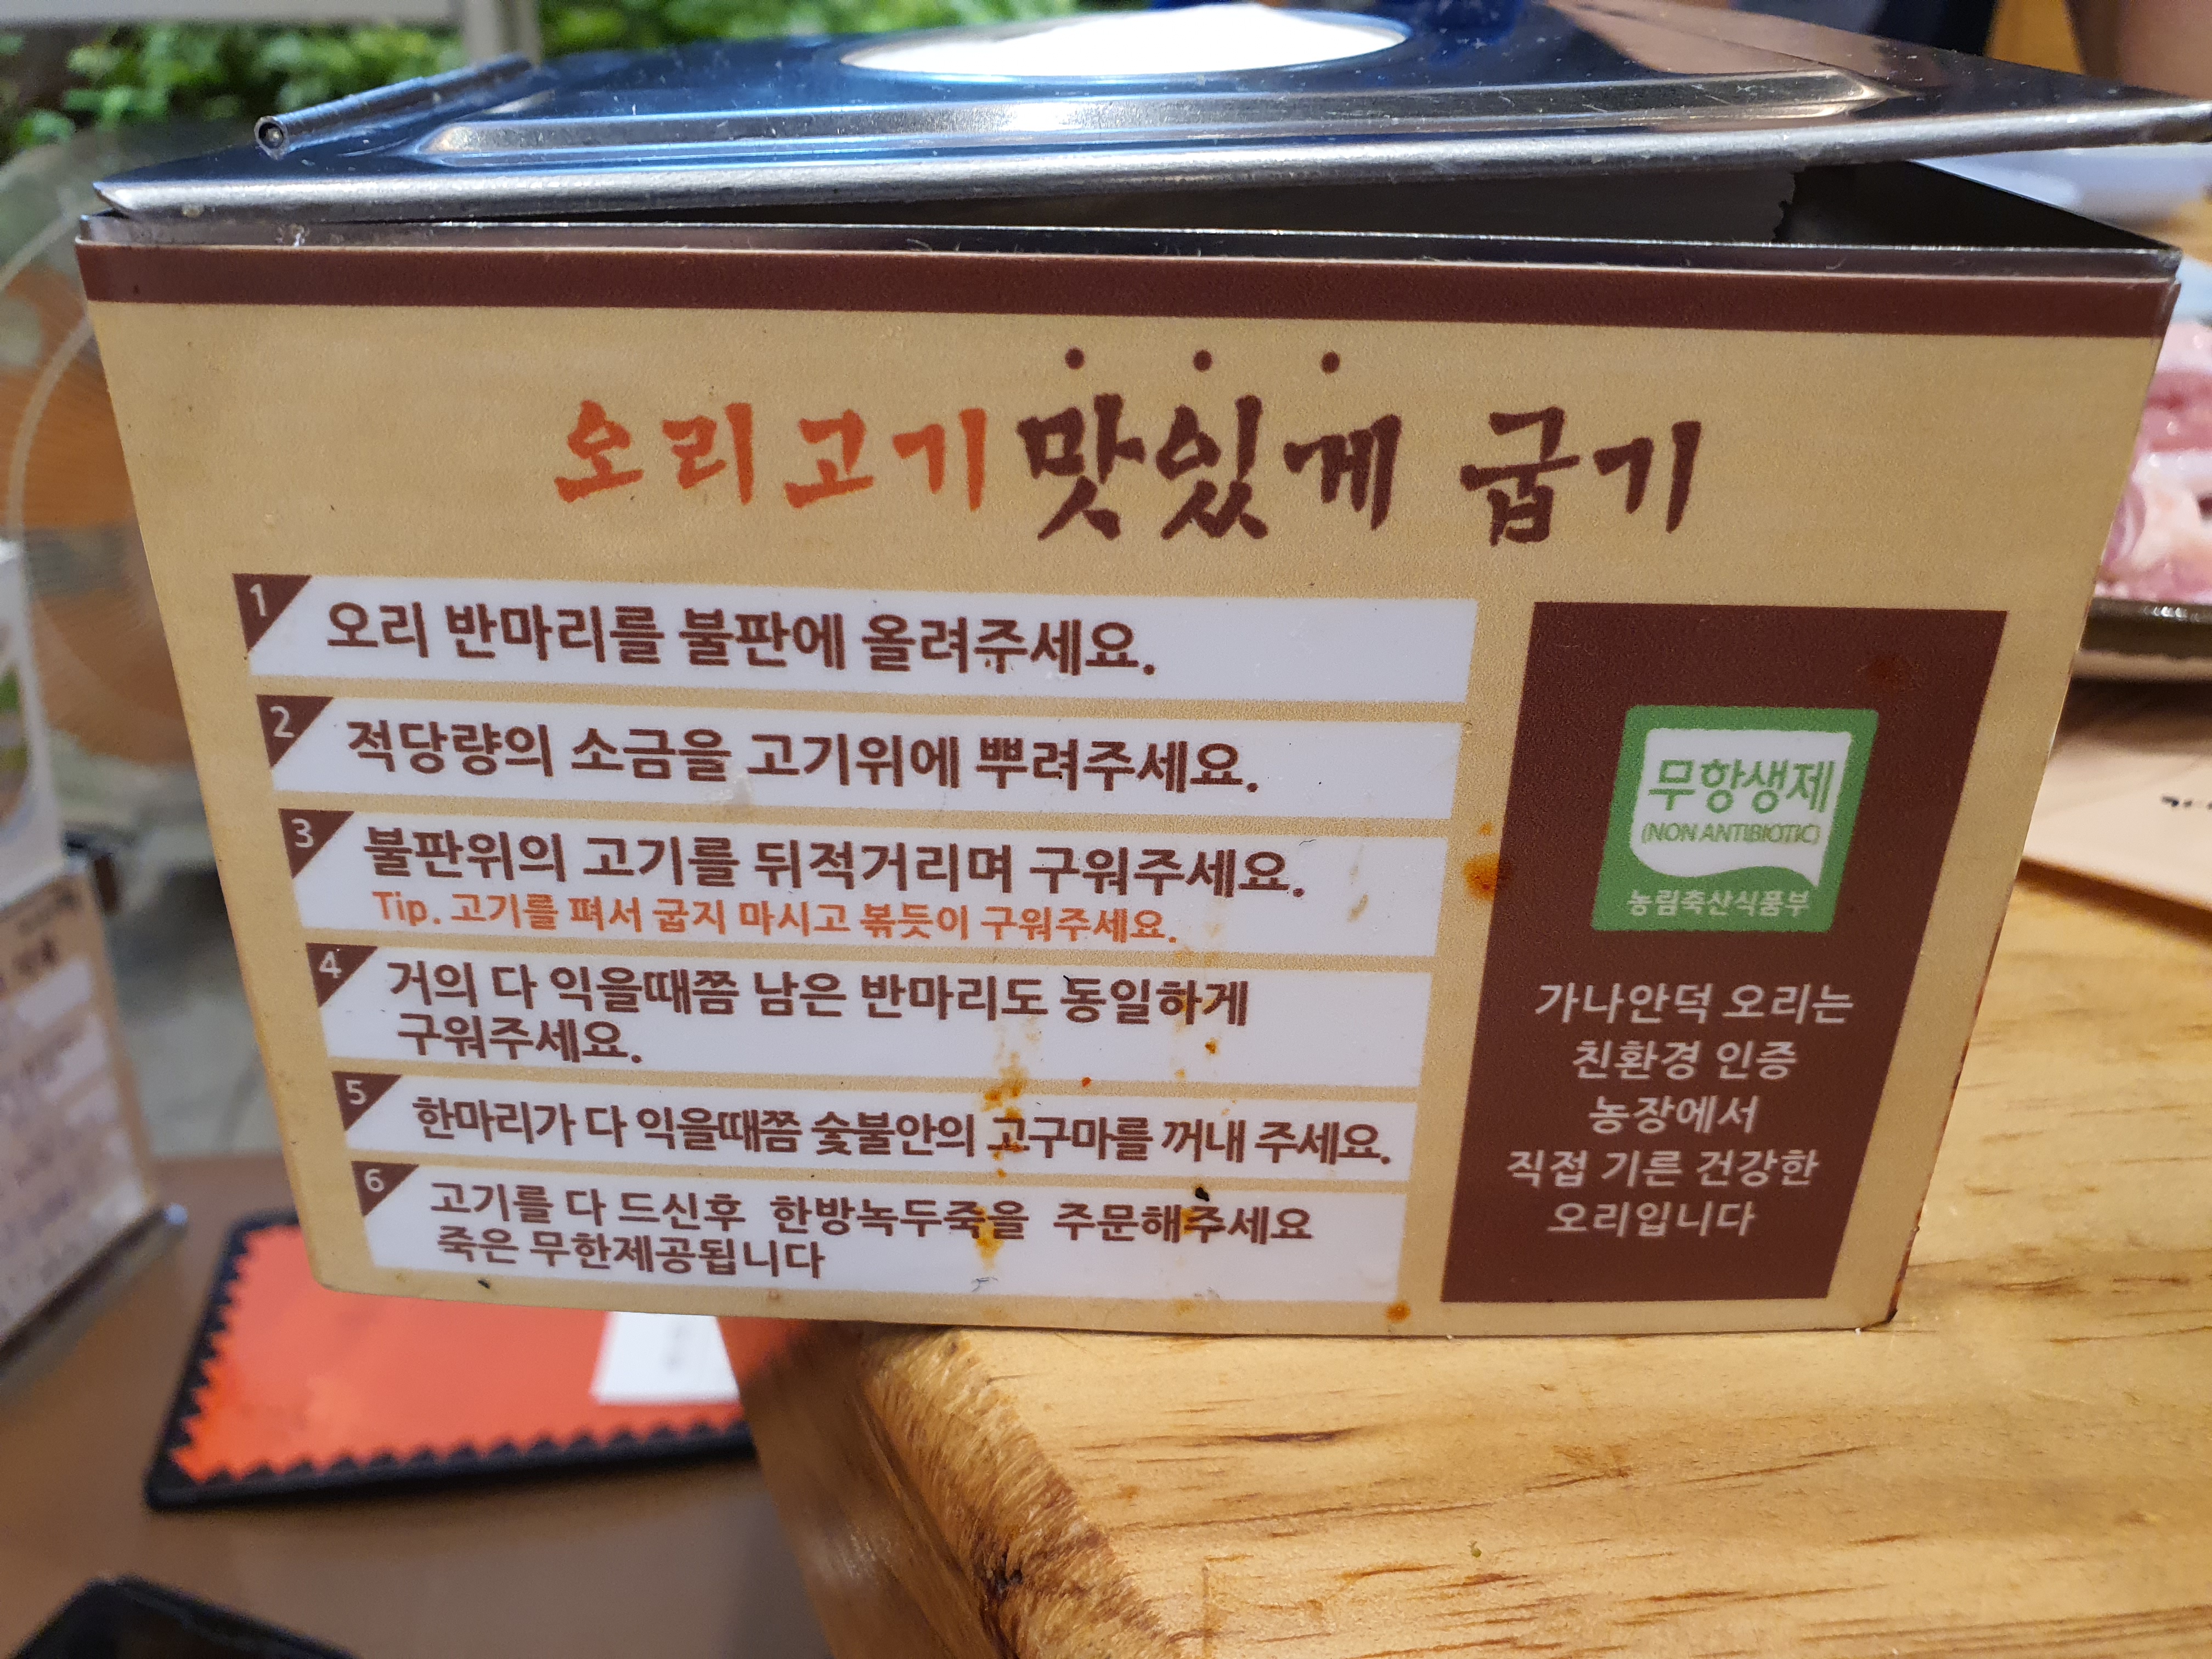 오리고기 맛있게 굽기
1
오리 반마리를 불판에 올려주세요.
2
적당량의 소금을 고기위에 뿌려주세요.
3
불판위의 고기를 뒤적거리며 구워주세요.
Tip. 고기를 펴서 굽지 마시고 볶듯이 구워주세요.
4
거의 다 익을때쯤 남은 반마리도 동일하게
구워주세요.
5
한마리가 다 익을때쯤 숯불안의 고구마를 꺼내 주세요.
6
고기를 다 드신후 한방녹두죽을 주문해주세요
죽은 무한제공됩니다
무항생제
(NON ANTIBIOTIC)
농림축산식품부
가나안덕 오리는
친환경 인증
농장에서
직접 기른 건강한
오리입니다